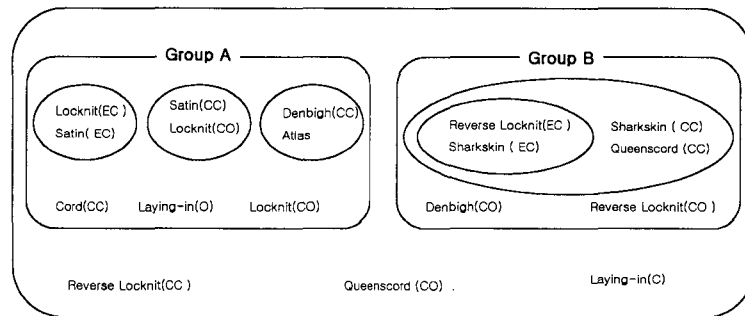 Group A
Group B
Locknit(EC )
Satin( EC)
Satin(CC)
Locknit(CO)
Denbigh(CC)
Atlas
Reverse Locknit(EC )
Sharkskin ( EC)
Sharkskin ( CC)
Queenscord (CC)
Cord(CC)
Laying-in(O)
Locknit(CO)
Denbigh(CO)
Reverse Locknit(CO )
Reverse Locknit(CC )
Queenscord (CO) .
Laying-in(C)